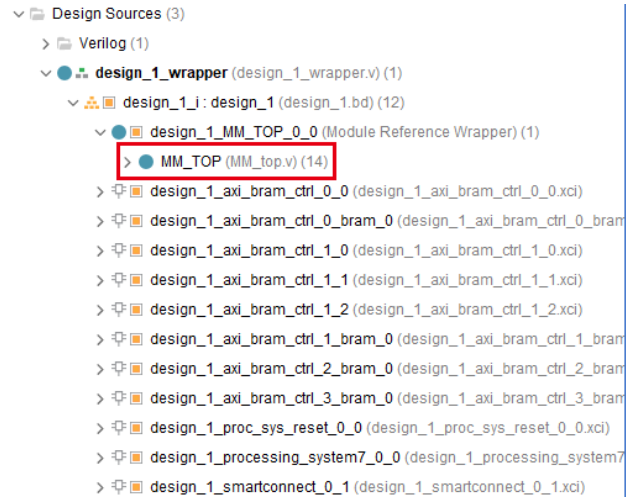 Design Sources (3)
Verilog (1)
design_1_wrapper (design_1_wrapper.v) (1)
design_1_i : design_1 (design_1.bd) (12)
design_1_MM_TOP_0_0 (Module Reference Wrapper) (1)
MM_TOP (MM_top.v) (14)
design_1_axi_bram_ctrl_0_0 (design_1_axi_bram_ctrl_0_0.xci)
design_1_axi_bram_ctrl_0_bram_0 (design_1_axi_bram_ctrl_0_bram
design_1_axi_bram_ctrl_1_0 (design_1_axi_bram_ctrl_1_0.xci)
design_1_axi_bram_ctrl_1_1 (design_1_axi_bram_ctrl_1_1.xci)
design_1_axi_bram_ctrl_1_2 (design_1_axi_bram_ctrl_1_2.xci)
design_1_axi_bram_ctrl_1_bram_0 (design_1_axi_bram_ctrl_1_bram
design_1_axi_bram_ctrl_2_bram_0 (design_1_axi_bram_ctrl_2_bram
design_1_axi_bram_ctrl_3_bram_0 (design_1_axi_bram_ctrl_3_bram
design_1_proc_sys_reset_0_0 (design_1_proc_sys_reset_0_0.xci)
design_1_processing_system7_0_0 (design_1_processing_system7
design_1_smartconnect_0_1 (design_1_smartconnect_0_1.xci)